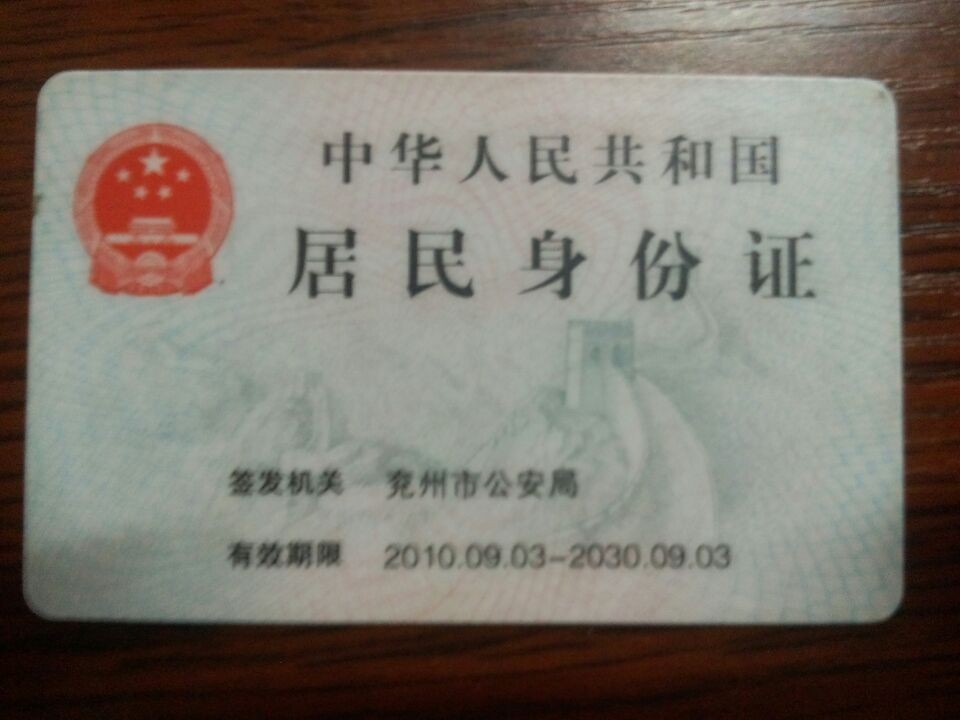 中华人民共和国
居民身份证
签发机关 兖州市公安局
有效期限 2010.09.03-2030.09.03